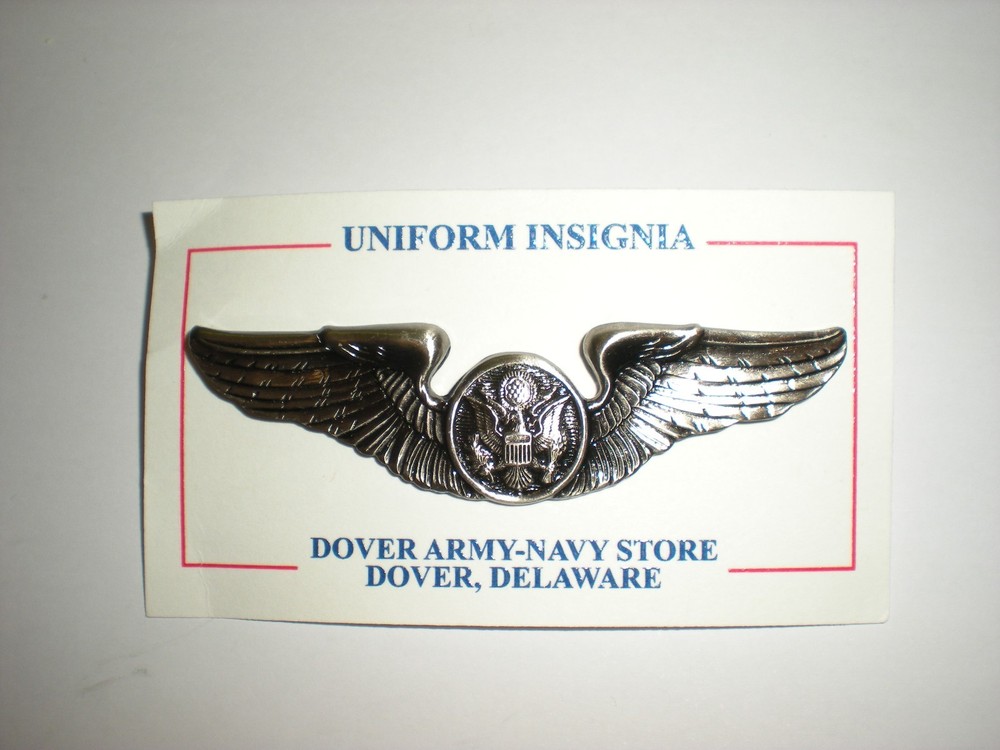 UNIFORM INSIGNIA
DOVER ARMY-NAVY STORE
DOVER, DELAWARE